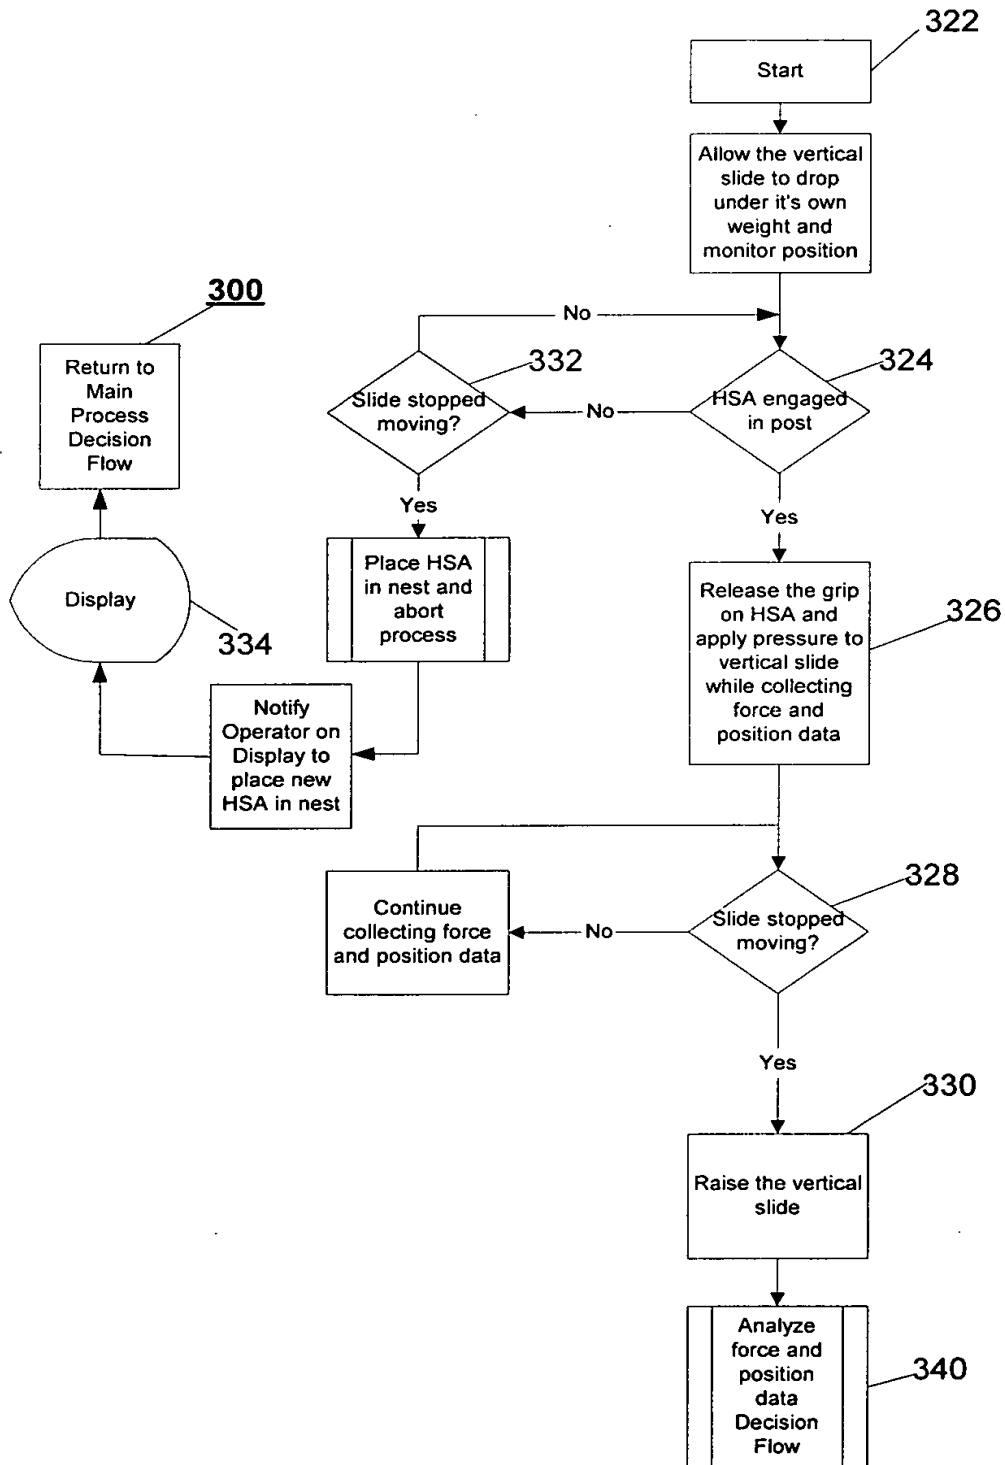 322
Start
Allow the vertical
slide to drop
under it's own
weight and
monitor position
300
No
Return to
Main
Process
Decision
Flow
332
324
Slide stopped
moving?
No
HSA engaged
in post
Yes
Yes
Place HSA
in nest and
abort
process
Display
334
Release the grip
on HSA and
apply pressure to
vertical slide
while collecting
force and
position data
326
Notify
Operator on
Display to
place new
HSA in nest
328
Continue
collecting force
and position data
No
Slide stopped
moving?
Yes
330
Raise the vertical
slide
Analyze
force and
position
data
Decision
Flow
340